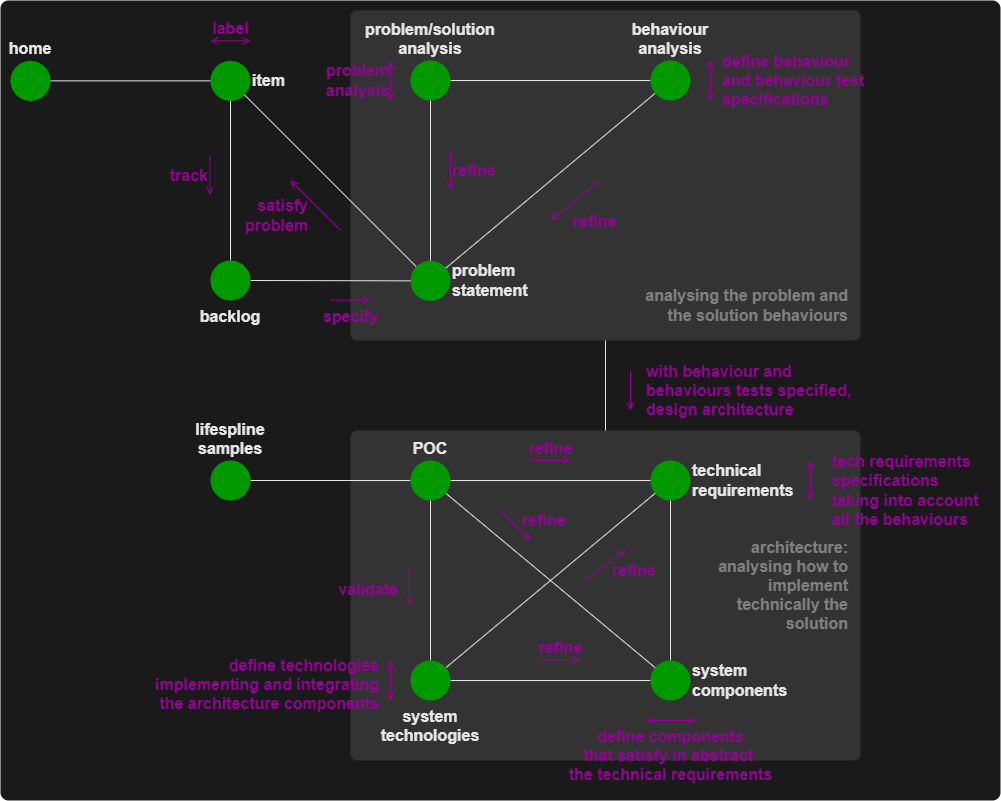 label
home
problem/solution
analysis
behaviour
analysis
item
problem
analysis
define behaviour
and behaviour test
specifications
track
refine
satisfy
problem
refine
problem
statement
backlog
specify
analysing the problem and
the solution behaviours
with behaviour and
behaviours tests specified,
design architecture
lifespline
samples
POC
refine
technical
requirements
tech requirements
specifications
taking into account
all the behaviours
refine
architecture:
analysing how to
implement
technically the
solution
validate
refine
refine
define technologies
implementing and integrating
the architecture components
system
components
system
technologies
define components
that satisfy in abstract
the technical requirements